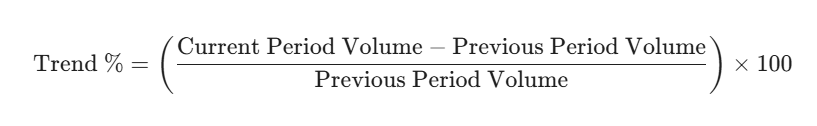 Trend % = ( Current Period Volume – Previous Period Volume / Previous Period Volume ) × 100